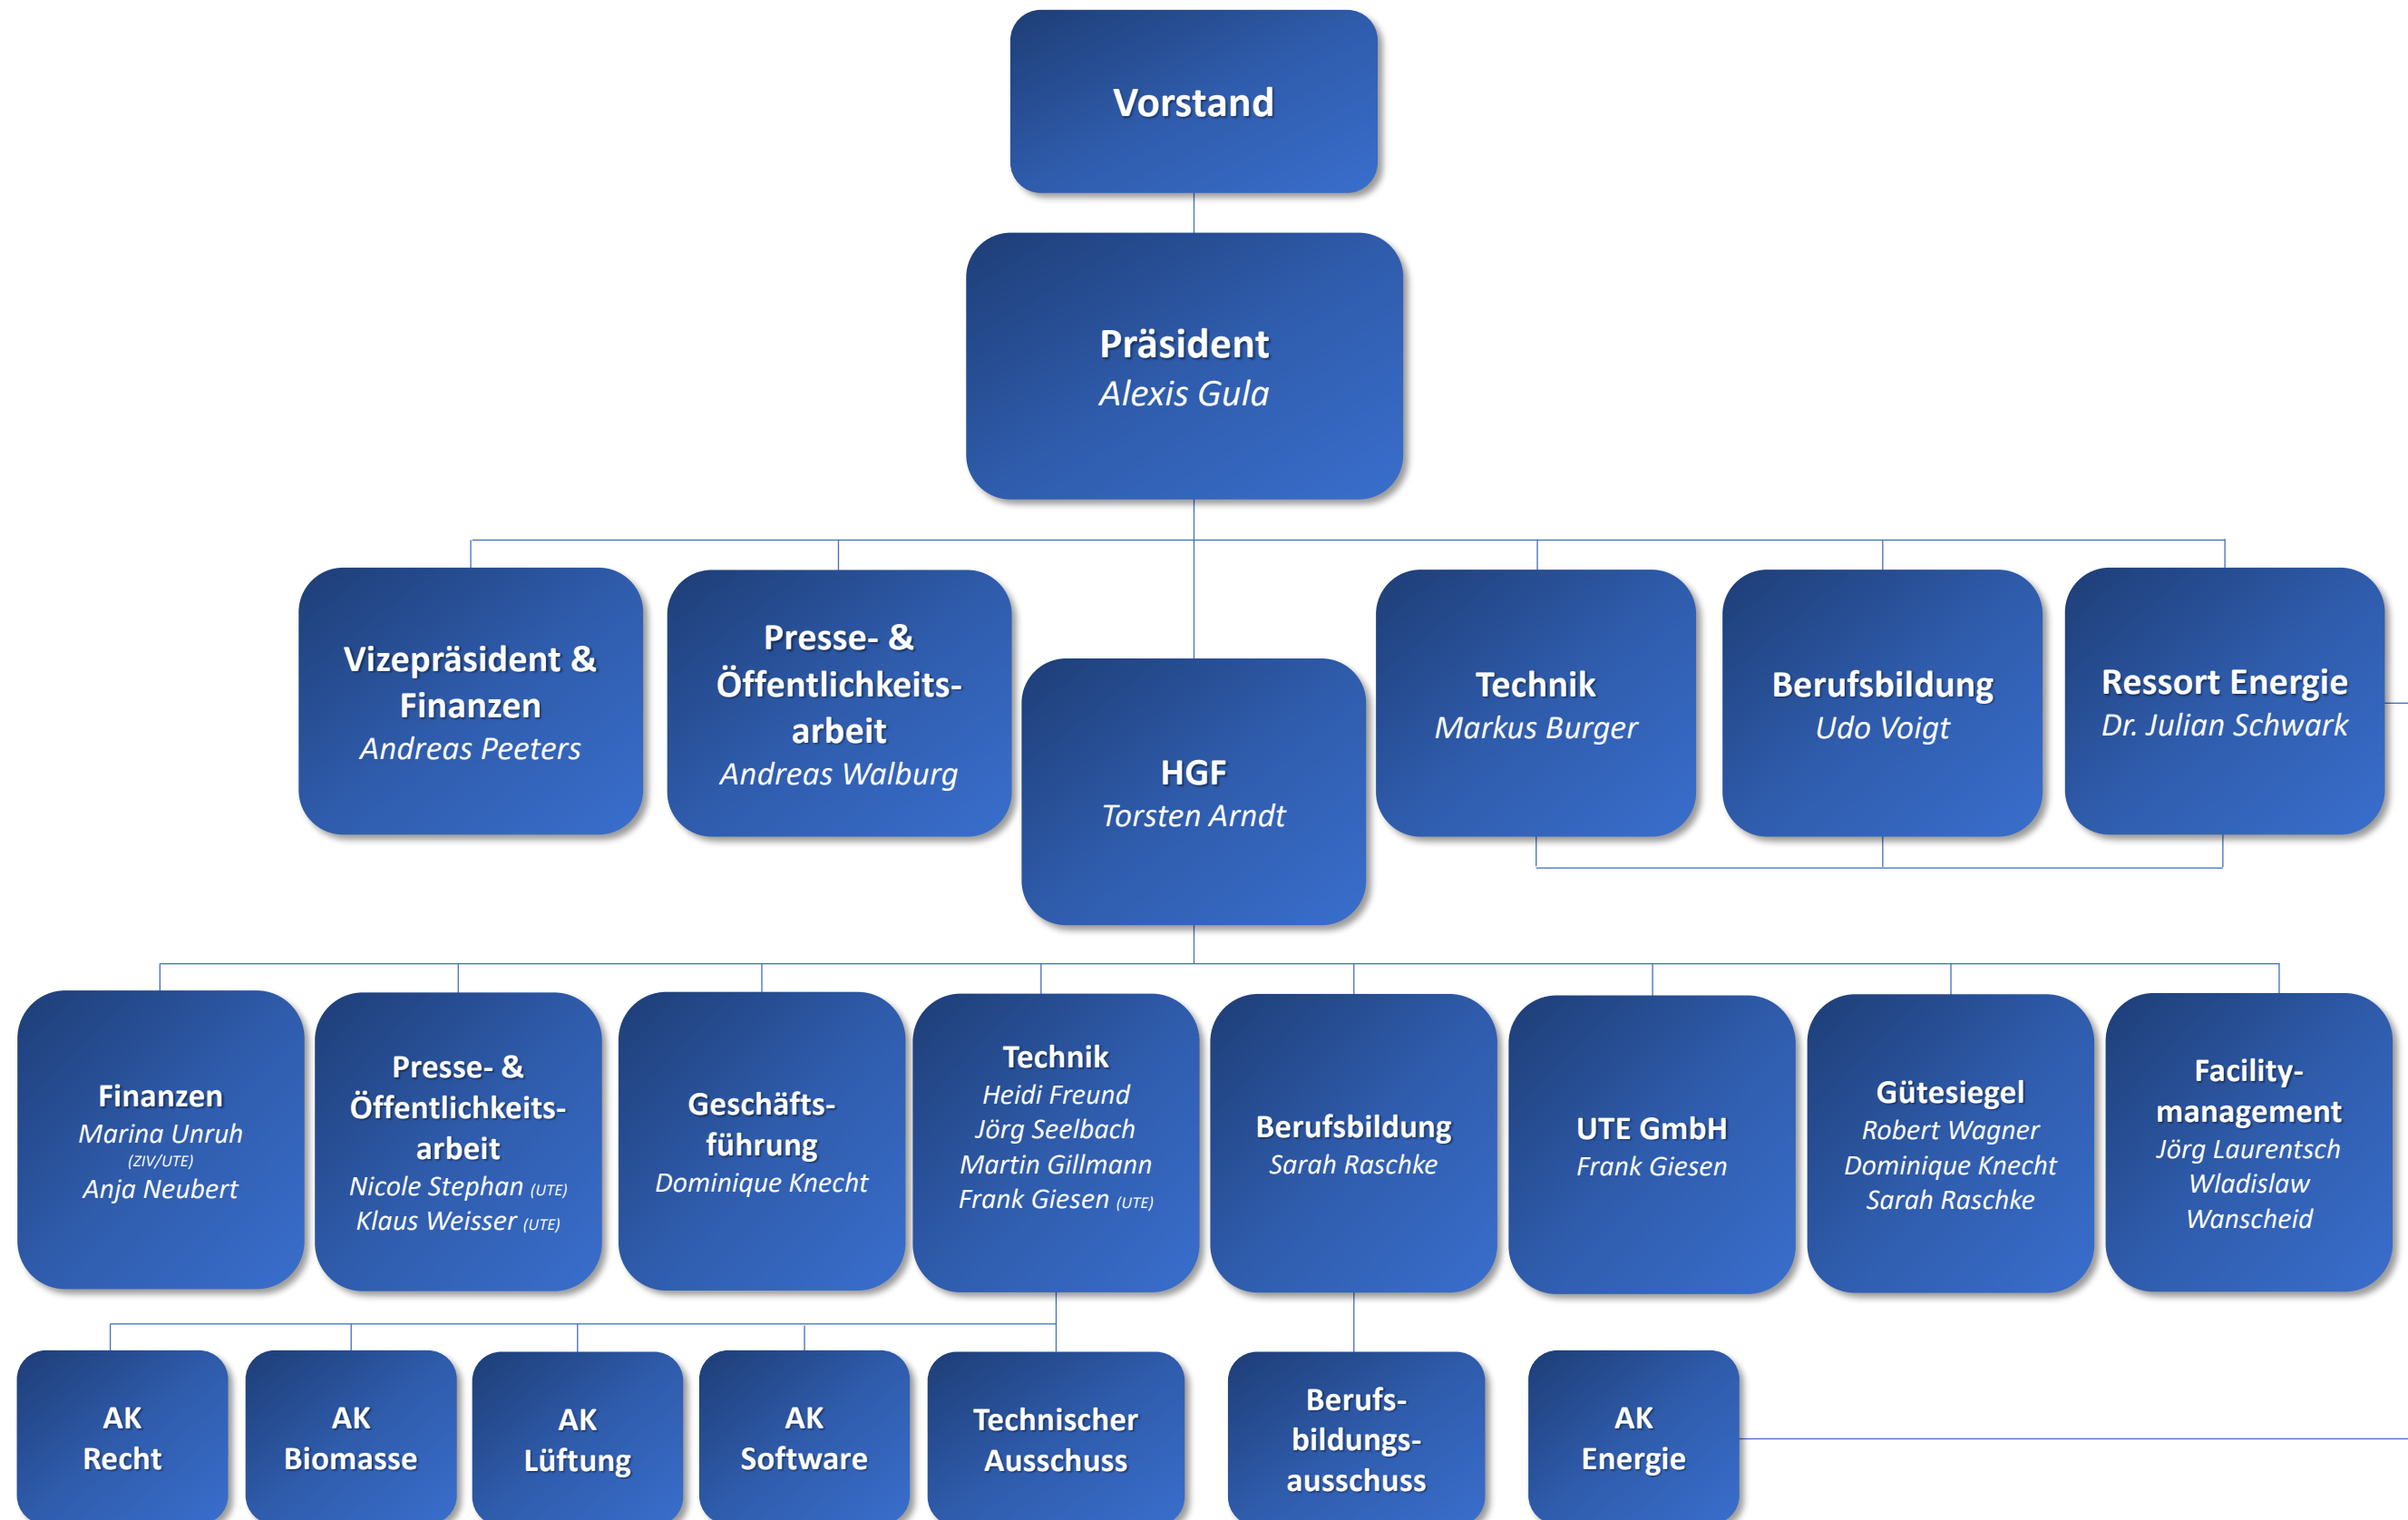 Vorstand
Präsident
Alexis Gula
Vizepräsident &
Finanzen
Andreas Peeters
Presse- &
Öffentlichkeits-
arbeit
Andreas Walburg
HGF
Torsten Arndt
Technik
Markus Burger
Berufsbildung
Udo Voigt
Ressort Energie
Dr. Julian Schwark
Finanzen
Marina Unruh
(ZIV/UTE)
Anja Neubert
Presse- &
Öffentlichkeits-
arbeit
Nicole Stephan (UTE)
Klaus Weisser (UTE)
Geschäfts-
führung
Dominique Knecht
Technik
Heidi Freund
Jörg Seelbach
Martin Gillmann
Frank Giesen (UTE)
Berufsbildung
Sarah Raschke
UTE GmbH
Frank Giesen
Gütesiegel
Robert Wagner
Dominique Knecht
Sarah Raschke
Facility-
management
Jörg Laurentsch
Wladislaw
Wanscheid
AK
Recht
AK
Biomasse
AK
Lüftung
AK
Software
Technischer
Ausschuss
Berufs-
bildungs-
ausschuss
AK
Energie